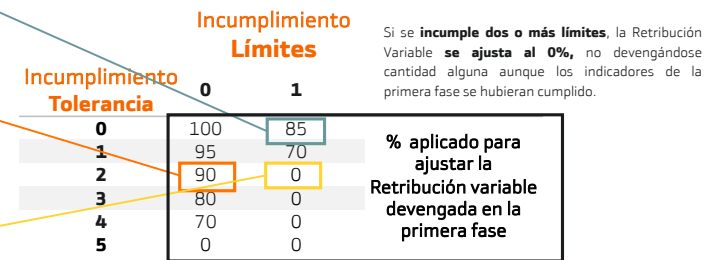 Incumplimiento
Límites
Si se incumple dos o más límites, la Retribución
Variable se ajusta al 0%, no devengándose
cantidad alguna aunque los indicadores de la
primera fase se hubieran cumplido.
Incumplimiento
Tolerancia
0 1
0 100 85
1 95 70
2 90 0
3 80 0
4 70 0
5 0 0
% aplicado para
ajustar la
Retribución variable
devengada en la
primera fase